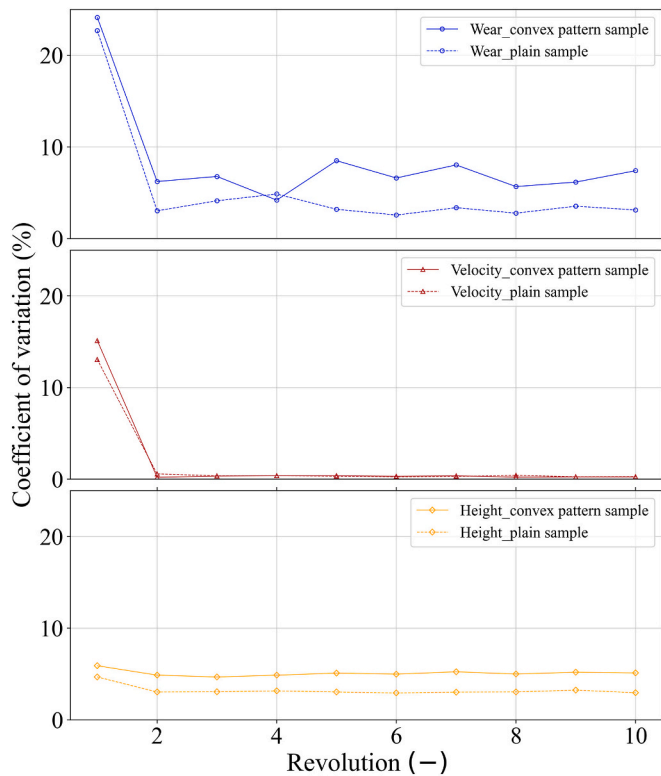 Coefficient of variation (%)
20
10
0
Wear_convex pattern sample
Wear_plain sample
20
10
0
Velocity_convex pattern sample
Velocity_plain sample
20
10
0
Height_convex pattern sample
Height_plain sample
2 4 6 8 10
Revolution (−)